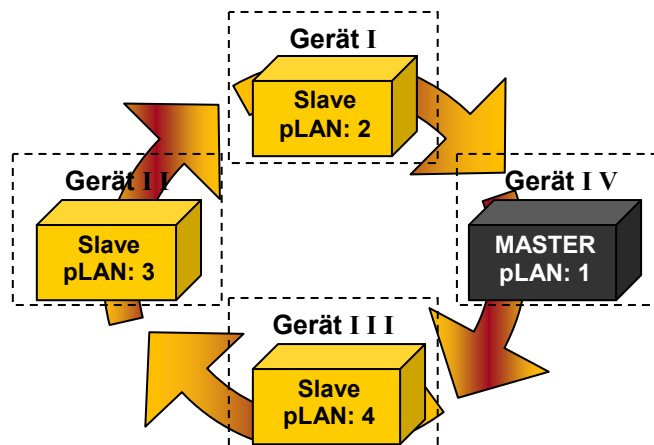 Gerät I
Slave
pLAN: 2
Gerät I I
Slave
pLAN: 3
Gerät I V
MASTER
pLAN: 1
Gerät I I I
Slave
pLAN: 4